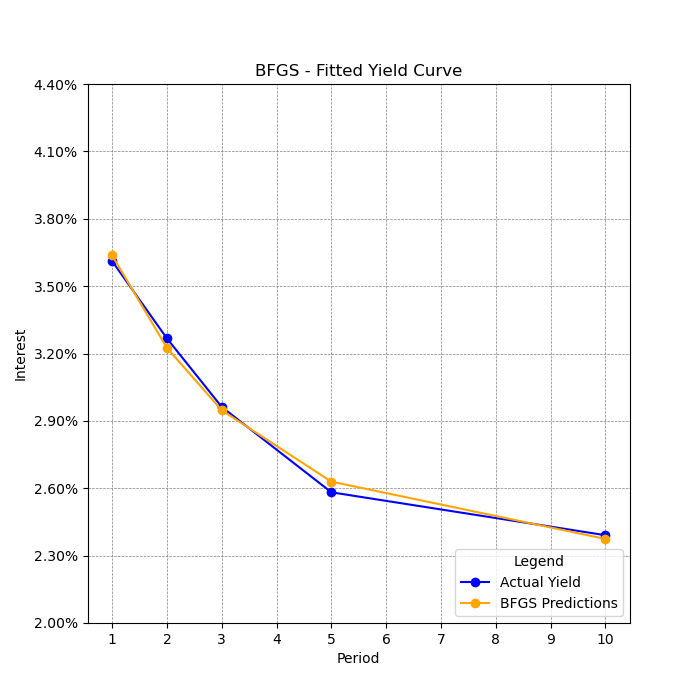 BFGS - Fitted Yield Curve
4.40%
4.10%
3.80%
3.50%
3.20%
2.90%
2.60%
2.30%
2.00%
Interest
1 2 3 4 5 6 7 8 9 10
Period
Legend
Actual Yield
BFGS Predictions